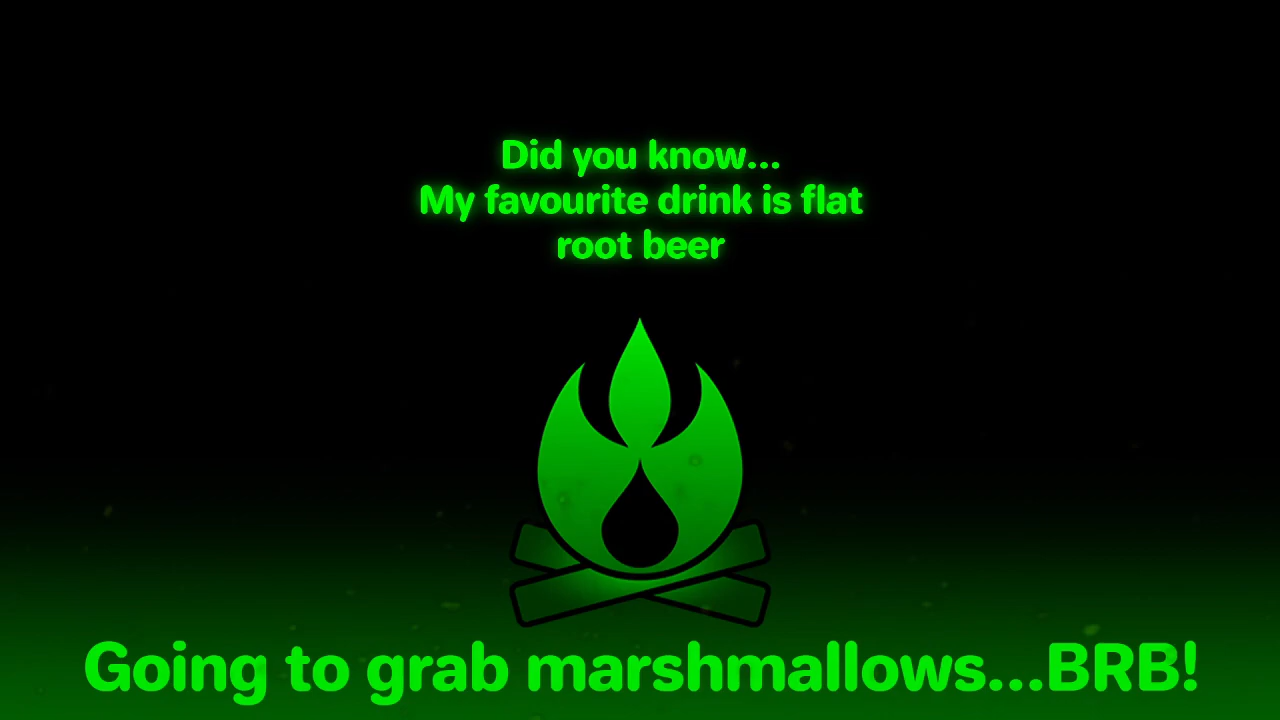 Did you know...
My favourite drink is flat
root beer
Going to grab marshmallows...BRB!